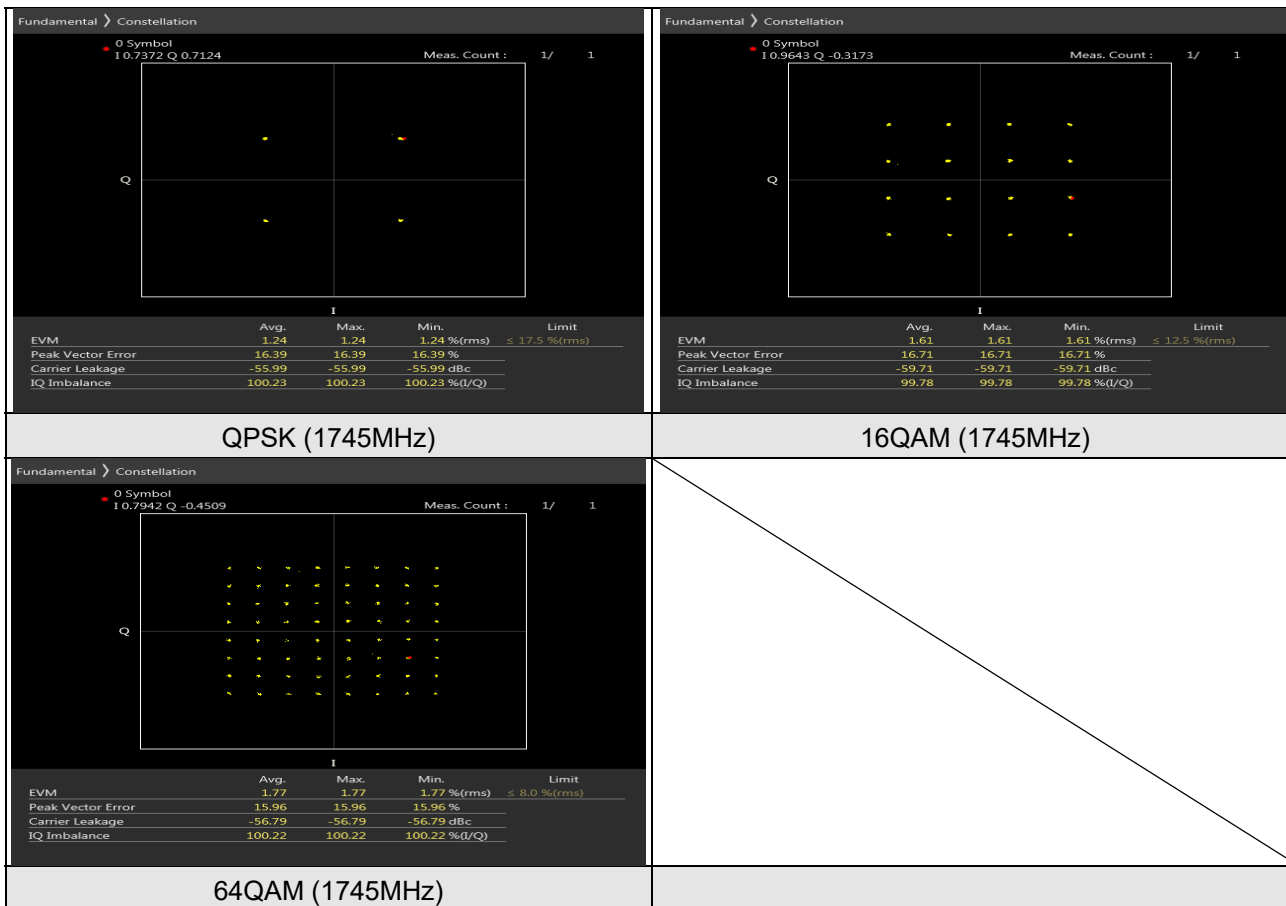 Fundamental ❯ Constellation
0 Symbol
I 0.7372 Q 0.7124 Meas. Count : 1/ 1
Q
I
Avg. Max. Min. Limit
EVM 1.24 1.24 1.24 %(rms) ≤ 17.5 %(rms)
Peak Vector Error 16.39 16.39 16.39 %
Carrier Leakage -55.99 -55.99 -55.99 dBc
IQ Imbalance 100.23 100.23 100.23 %(I/Q)
QPSK (1745MHz)
Fundamental ❯ Constellation
0 Symbol
I 0.9643 Q -0.3173 Meas. Count : 1/ 1
Q
I
Avg. Max. Min. Limit
EVM 1.61 1.61 1.61 %(rms) ≤ 12.5 %(rms)
Peak Vector Error 16.71 16.71 16.71 %
Carrier Leakage -59.71 -59.71 -59.71 dBc
IQ Imbalance 99.78 99.78 99.78 %(I/Q)
16QAM (1745MHz)
Fundamental ❯ Constellation
0 Symbol
I 0.7942 Q -0.4509 Meas. Count : 1/ 1
Q
I
Avg. Max. Min. Limit
EVM 1.77 1.77 1.77 %(rms) ≤ 8.0 %(rms)
Peak Vector Error 15.96 15.96 15.96 %
Carrier Leakage -56.79 -56.79 -56.79 dBc
IQ Imbalance 100.22 100.22 100.22 %(I/Q)
64QAM (1745MHz)